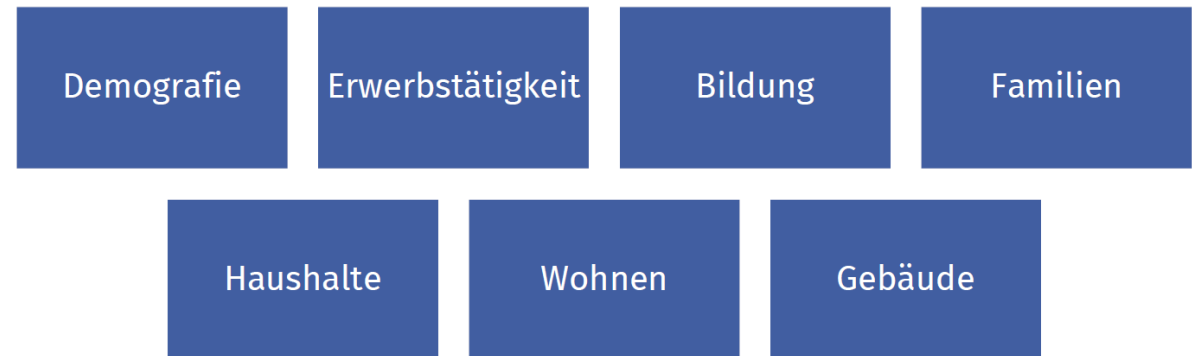 Demografie
Erwerbstätigkeit
Bildung
Familien
Haushalte
Wohnen
Gebäude